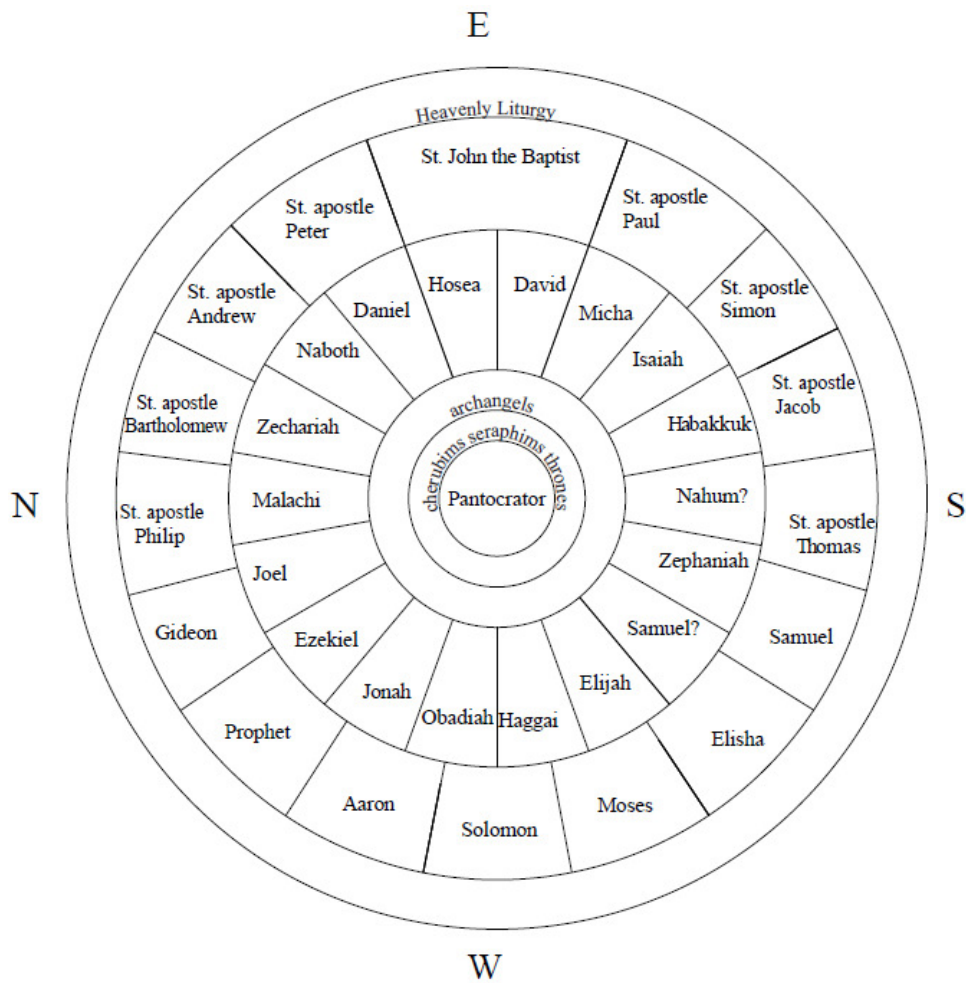 E
Heavenly Liturgy
St. John the Baptist
St. apostle
Peter
St. apostle
Paul
St. apostle
Andrew
St. apostle
Simon
St. apostle
Bartholomew
St. apostle
Jacob
St. apostle
Philip
St. apostle
Thomas
Gideon
Samuel
Prophet
Elisha
Aaron
Solomon
Moses
Hosea
David
Daniel
Micha
Naboth
Isaiah
Zechariah
Habakkuk
Malachi
Nahum?
Joel
Zephaniah
Ezekiel
Samuel?
Jonah
Elijah
Obadiah
Haggai
archangels
cherubims seraphims thrones
Pantocrator
N
S
W